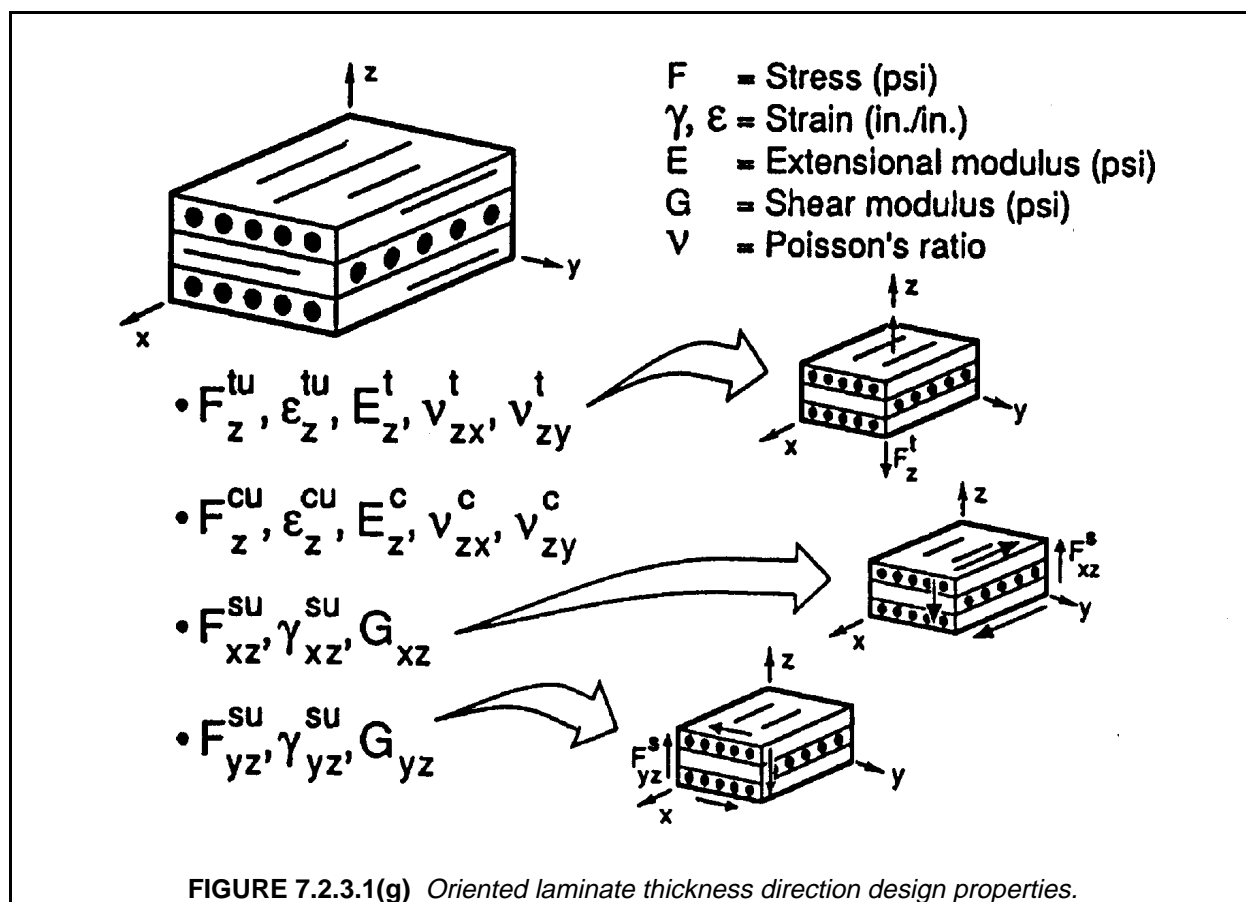 z
y
x
F = Stress (psi)
γ, ε = Strain (in./in.)
E = Extensional modulus (psi)
G = Shear modulus (psi)
ν = Poisson's ratio
• F_z^tu, ε_z^tu, E_z^t, ν_zx^t, ν_zy^t
z
y
x
F_z^t
• F_z^cu, ε_z^cu, E_z^c, ν_zx^c, ν_zy^c
• F_xz^su, γ_xz^su, G_xz
z
F_xz^s
y
x
• F_yz^su, γ_yz^su, G_yz
z
F_yz^s
y
x
FIGURE 7.2.3.1(g) Oriented laminate thickness direction design properties.